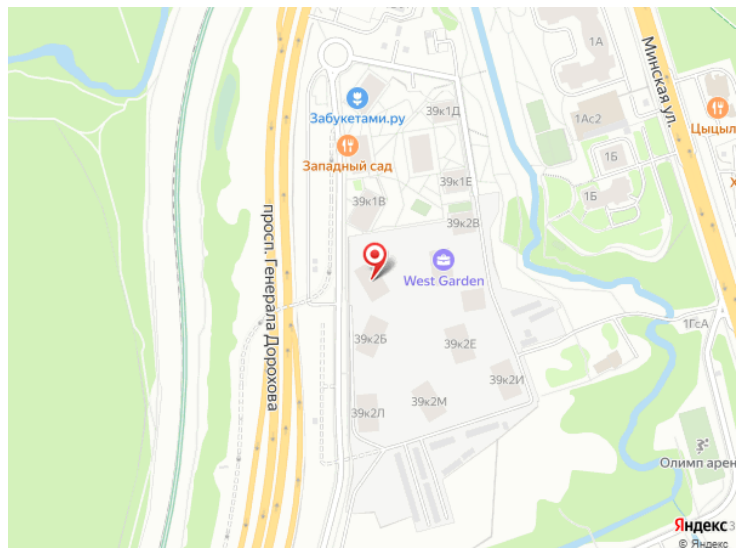 1А
Минская ул.
39к1Д
Забукетами.ру
1Ас2
Цыцыл
Западный сад
1Б
Х
39к1Е
1Б
39к1В
39к2В
просп. Генерала Дорохова
West Garden
1ГсА
39к2Б
39к2Е
39к2И
39к2М
39к2Л
Олимп арен
Яндекс
© Яндекс